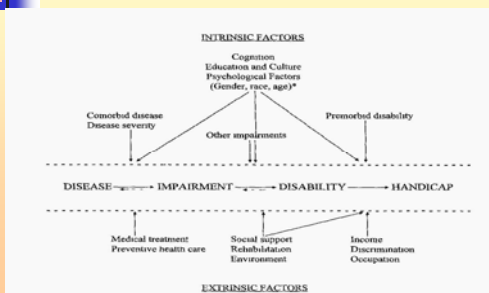 INTRINSIC FACTORS
Cognition
Education and Culture
Psychological Factors
(Gender, race, age)*
Comorbid disease
Disease severity
Premorbid disability
Other impairments
DISEASE IMPAIRMENT DISABILITY HANDICAP
Medical treatment
Preventive health care
Social support
Rehabilitation
Environment
Income
Discrimination
Occupation
EXTRINSIC FACTORS